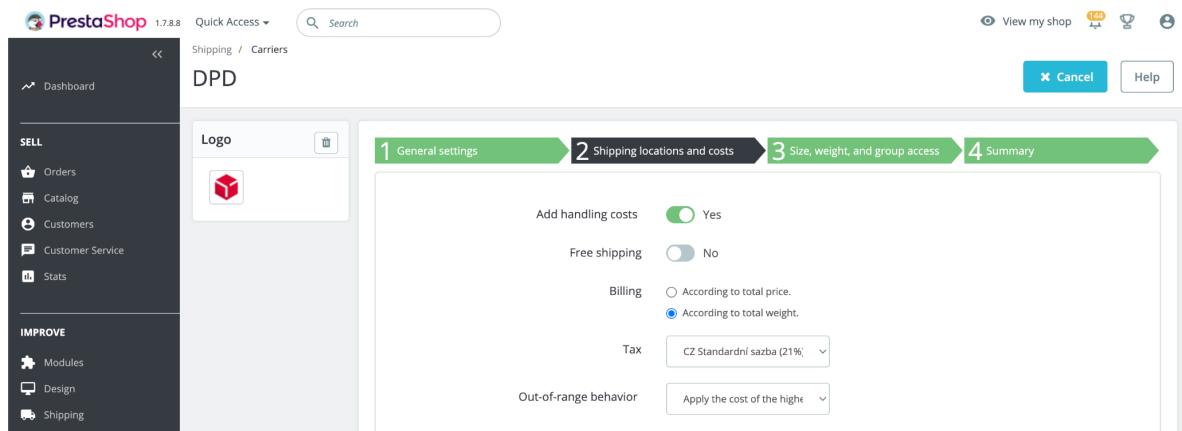 PrestaShop 1.7.8.8 Quick Access Search View my shop 144
Shipping / Carriers
DPD
Cancel Help
Dashboard
SELL
Orders
Catalog
Customers
Customer Service
Stats
IMPROVE
Modules
Design
Shipping
Logo
1 General settings 2 Shipping locations and costs 3 Size, weight, and group access 4 Summary
Add handling costs Yes
Free shipping No
Billing According to total price.
According to total weight.
Tax CZ Standardní sazba (21%)
Out-of-range behavior Apply the cost of the highe